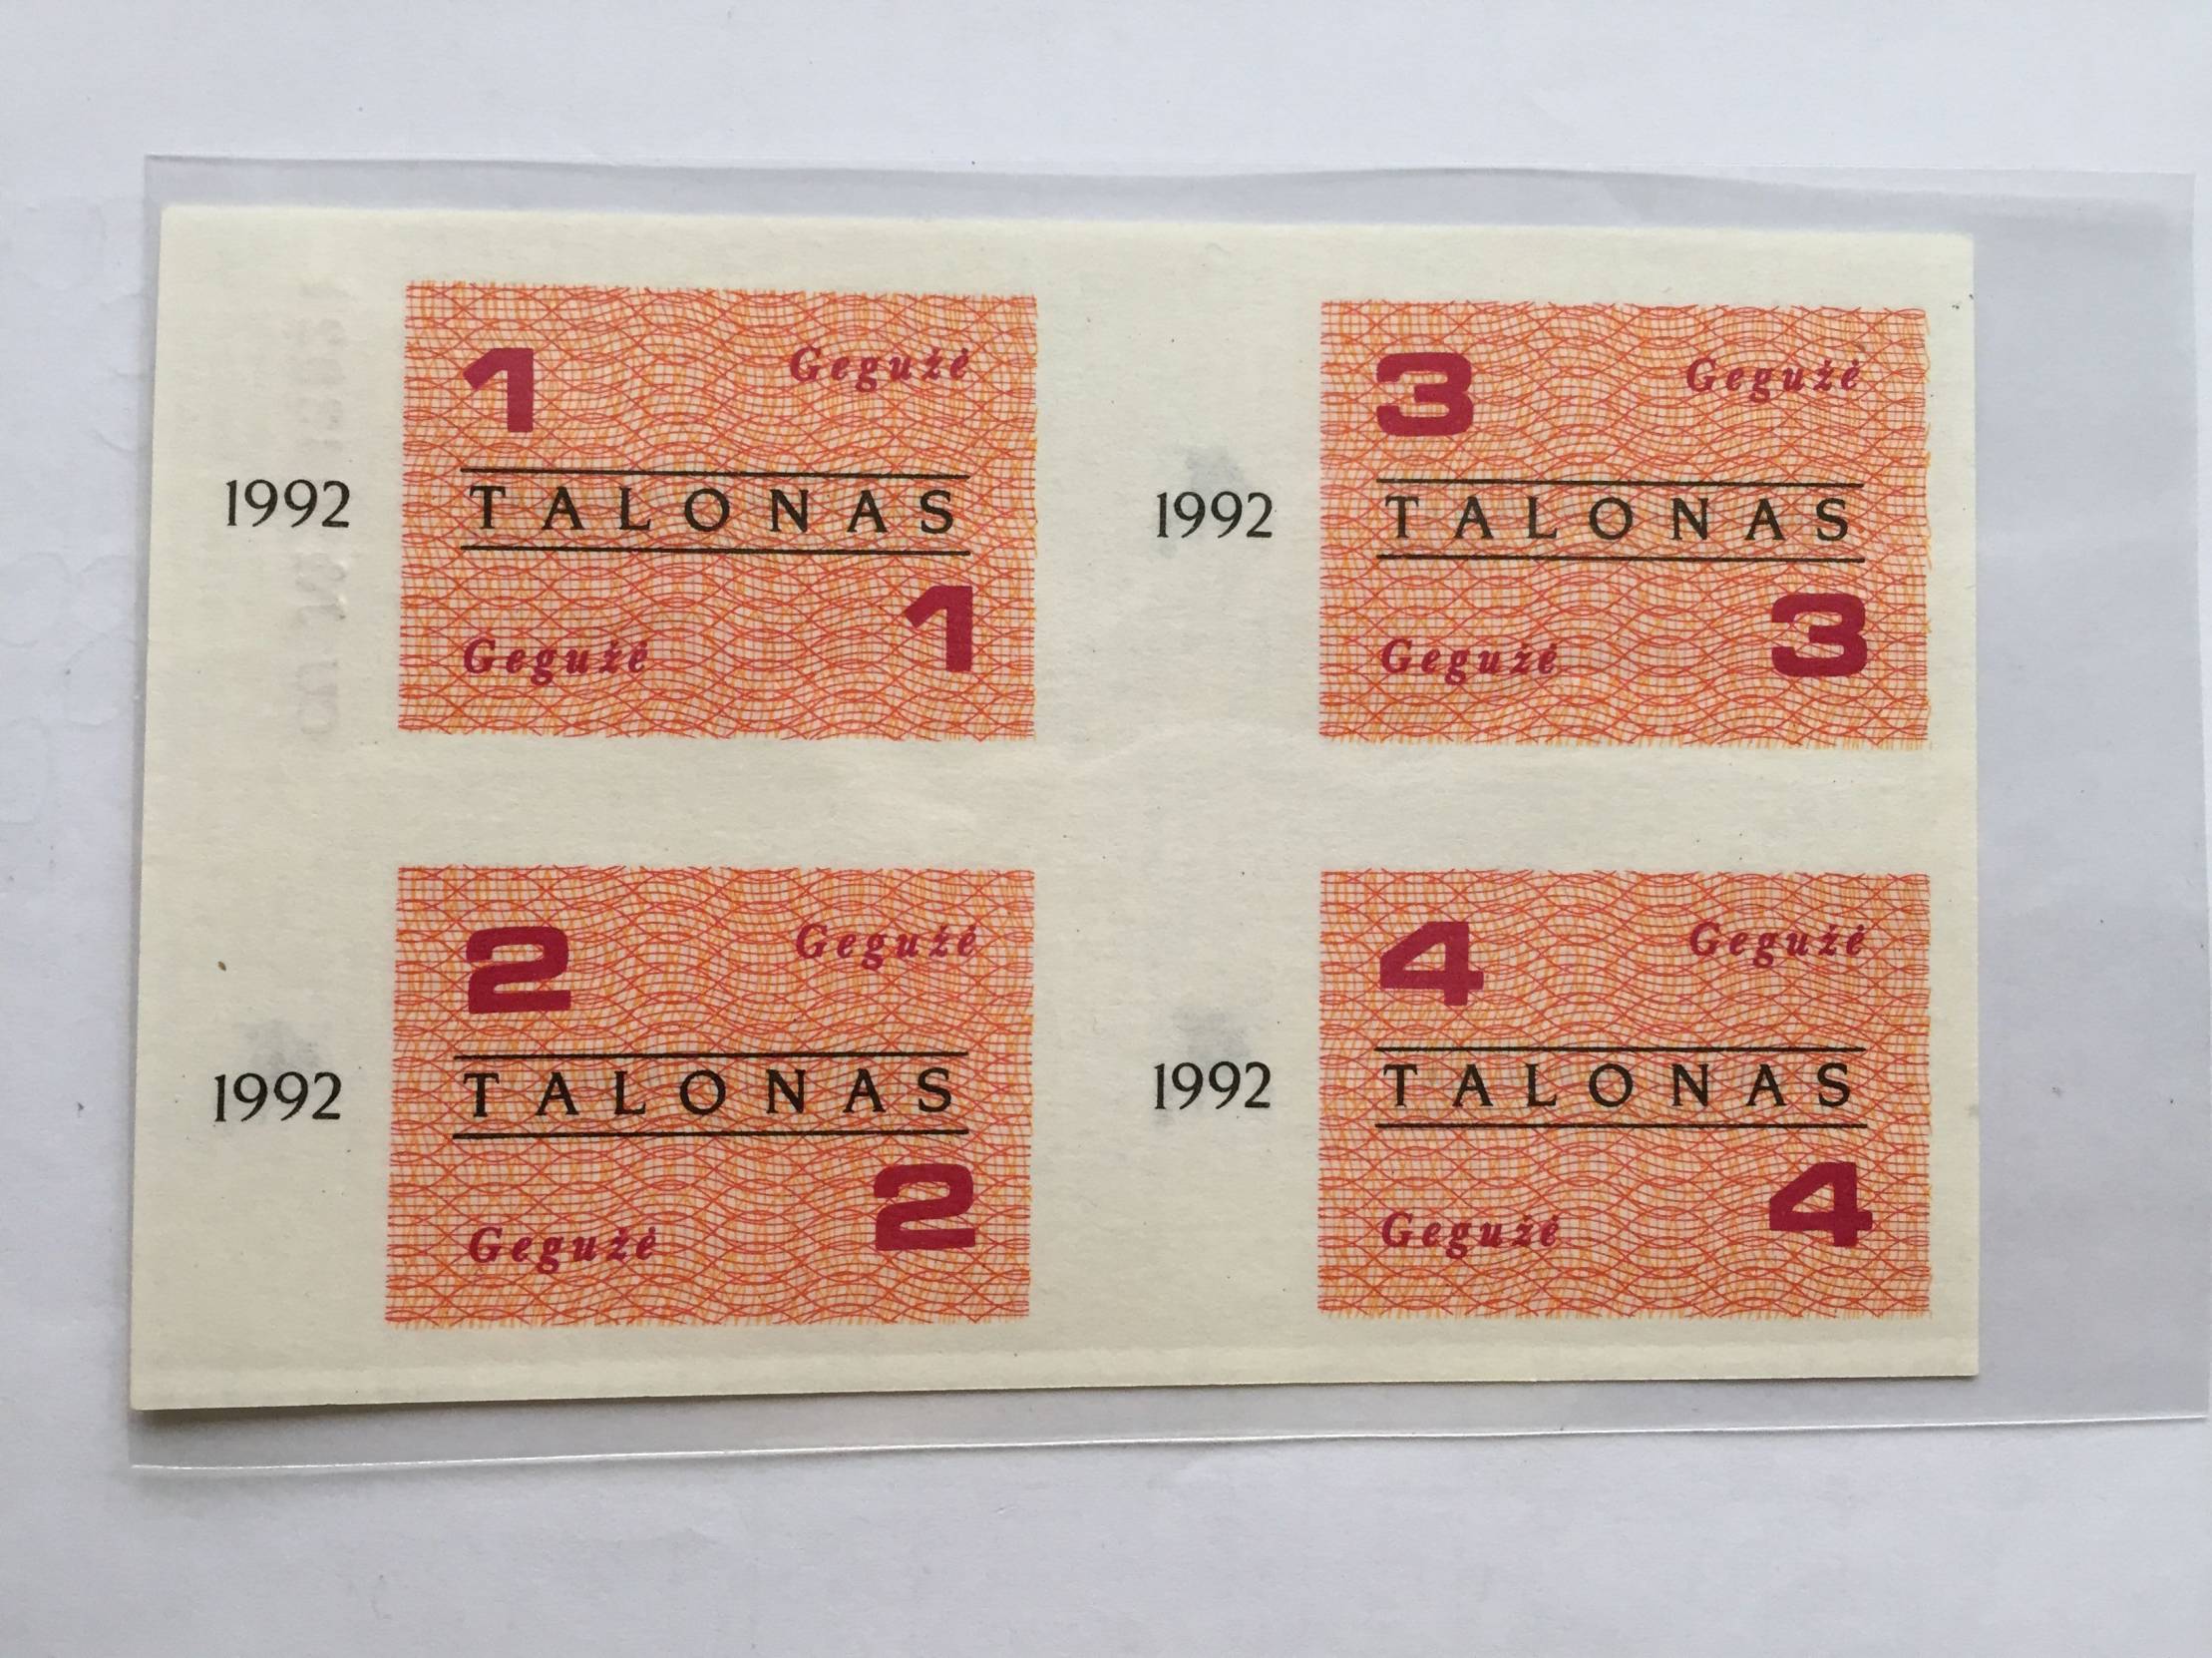 1 Gegužė
1992 TALONAS
Gegužė 1
3 Gegužė
1992 TALONAS
Gegužė 3
2 Gegužė
1992 TALONAS
Gegužė 2
4 Gegužė
1992 TALONAS
Gegužė 4